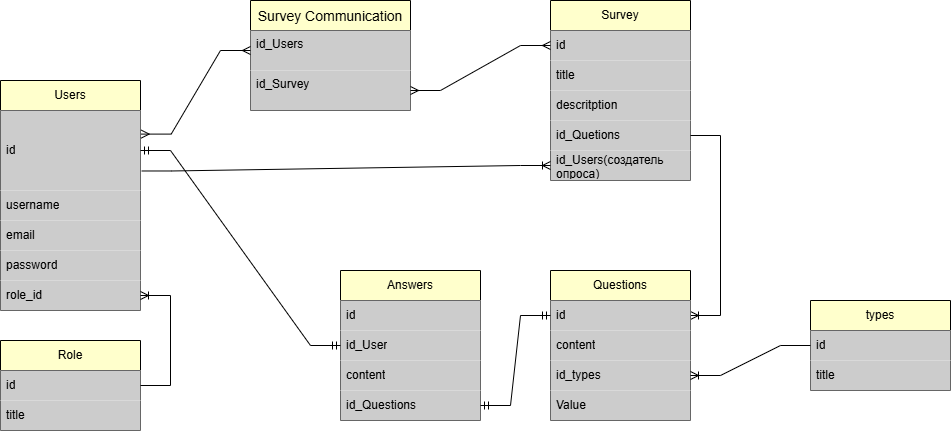 Survey Communication
id_Users
id_Survey
Survey
id
title
descritption
id_Quetions
id_Users(создатель
опроса)
Users
id
username
email
password
role_id
Role
id
title
Answers
id
id_User
content
id_Questions
Questions
id
content
id_types
Value
types
id
title